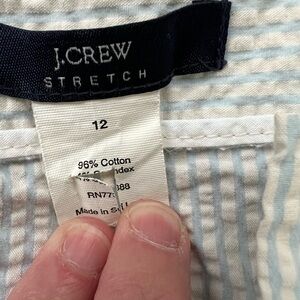 J.CREW
STRETCH
12
96% Cotton
Made in